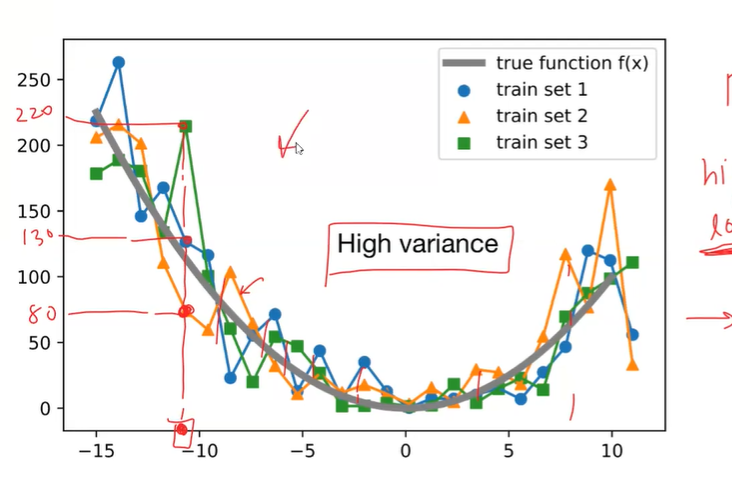 true function f(x)
train set 1
train set 2
train set 3
250
220
200
150
hi
130
High variance
100
80
50
0
−15
−10
−5
0
5
10